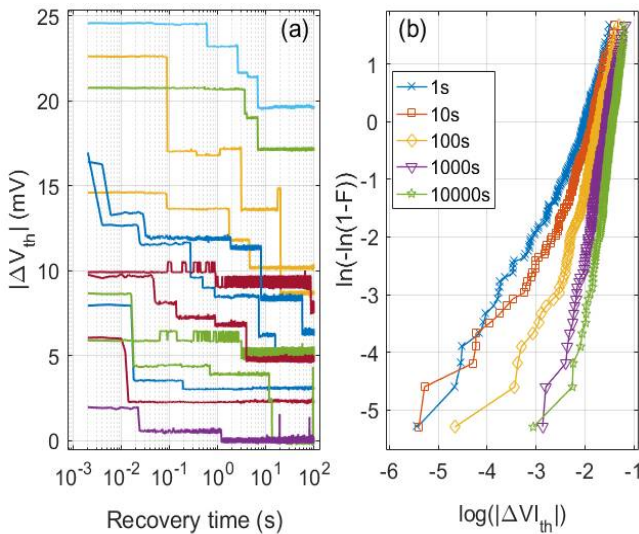 (a)
|ΔV_th| (mV)
25
20
15
10
5
0
10^-3 10^-2 10^-1 10^0 10^1 10^2
Recovery time (s)
(b)
ln(-ln(1-F))
1
0
-1
-2
-3
-4
-5
1s
10s
100s
1000s
10000s
-6 -5 -4 -3 -2 -1
log(|ΔVI_th|)